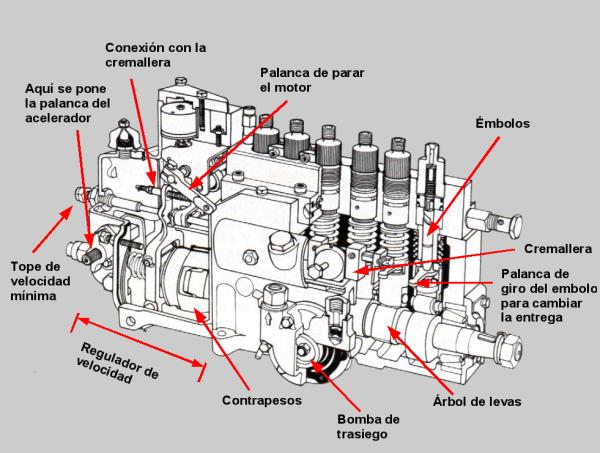 Conexión con la
cremallera
Palanca de parar
el motor
Aquí se pone
la palanca del
acelerador
Émbolos
Cremallera
Tope de
velocidad
mínima
Palanca de
giro del embolo
para cambiar
la entrega
Regulador de
velocidad
Contrapesos
Árbol de levas
Bomba de
trasiego